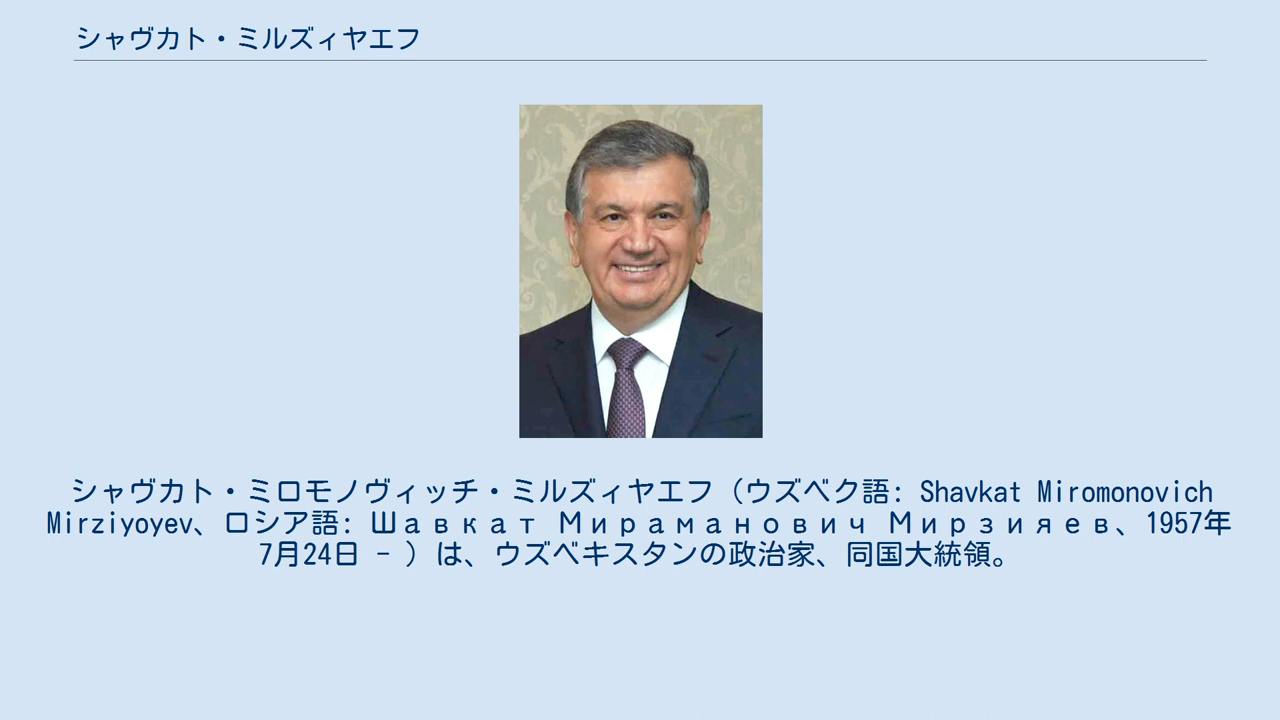 シャヴカト・ミルズィヤエフ
シャヴカト・ミロモノヴィッチ・ミルズィヤエフ（ウズベク語: Shavkat Miromonovich
Mirziyoyev、ロシア語: Шавкат Мираманович Мирзияев、1957年
7月24日 - ）は、ウズベキスタンの政治家、同国大統領。